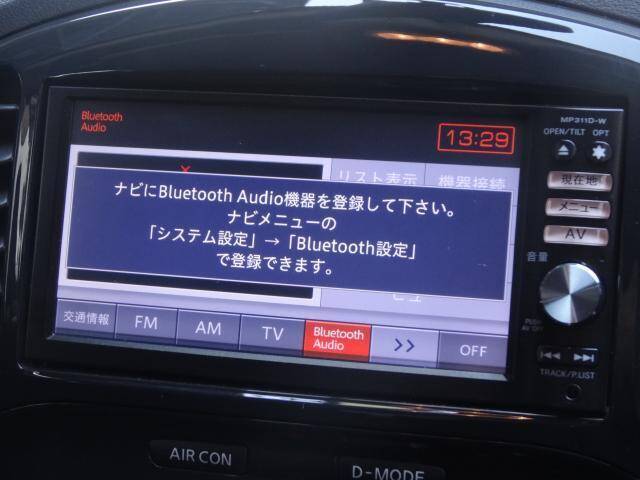 Bluetooth
Audio
13:29
MP311D-W
OPEN/TILT OPT
リスト表示 機器接続
ナビにBluetooth Audio機器を登録して下さい。
ナビメニューの
「システム設定」→「Bluetooth設定」
で登録できます。
現在地
メニュー
AV
音量
交通情報 FM AM TV Bluetooth Audio >> OFF
TRACK/P.LIST
AIR CON
D-MODE